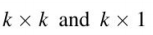 k × k and k × 1